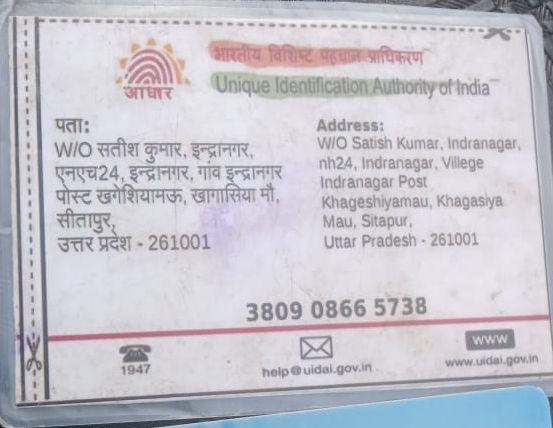 भारतीय विशिष्ट पहचान प्राधिकरण
Unique Identification Authority of India
आधार
पता:
W/O सतीश कुमार, इन्द्रानगर,
एनएच24, इन्द्रानगर, गांव इन्द्रानगर
पोस्ट खगेशियामऊ, खागासिया मौ,
सीतापुर,
उत्तर प्रदेश - 261001
Address:
W/O Satish Kumar, Indranagar,
nh24, Indranagar, Villege
Indranagar Post
Khageshiyamau, Khagasiya
Mau, Sitapur,
Uttar Pradesh - 261001
3809 0866 5738
1947
help@uidai.gov.in
www
www.uidai.gov.in